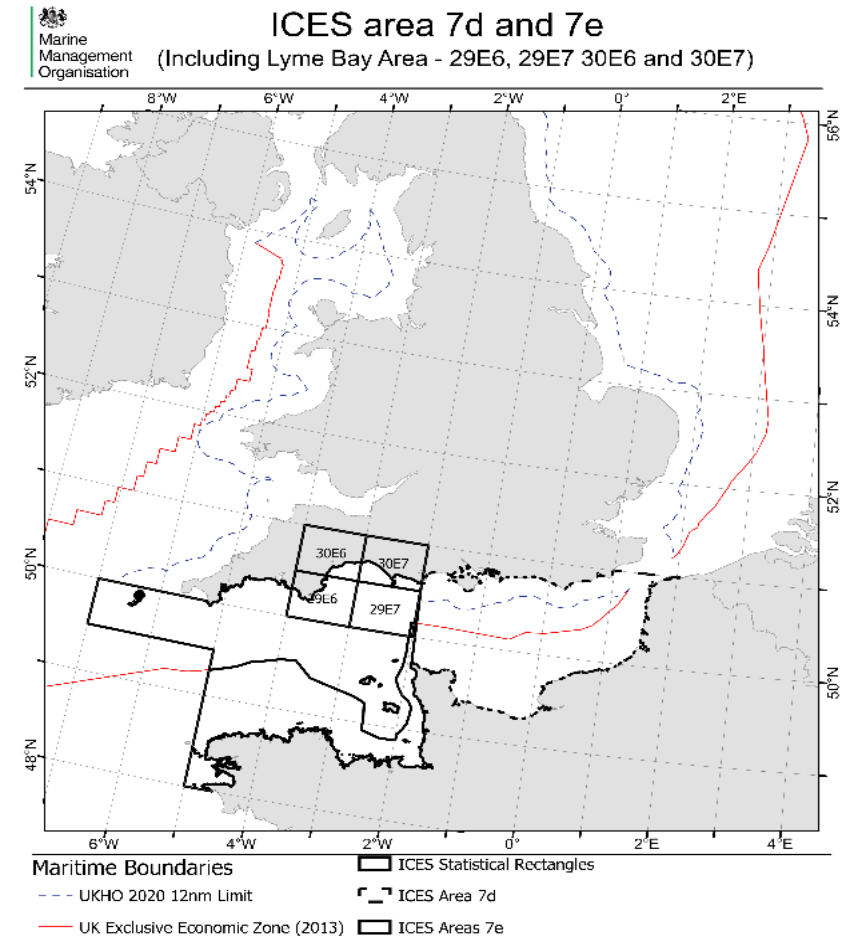 ICES area 7d and 7e
Marine
Management
Organisation
(Including Lyme Bay Area - 29E6, 29E7 30E6 and 30E7)
8°W 6°W 4°W 2°W 0° 2°E
56°N
54°N
54°N
52°N
52°N
50°N
30E6 30E7
29E6 29E7
50°N
48°N
6°W 4°W 2°W 0° 2°E 4°E
Maritime Boundaries
UKHO 2020 12nm Limit
UK Exclusive Economic Zone (2013)
ICES Statistical Rectangles
ICES Area 7d
ICES Areas 7e